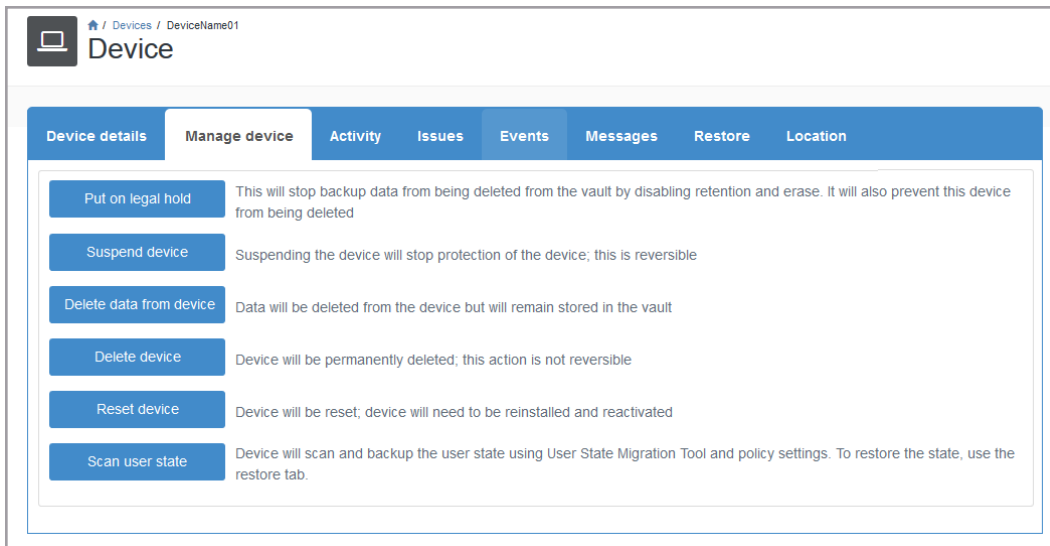 / Devices / DeviceName01
Device
Device details Manage device Activity Issues Events Messages Restore Location
Put on legal hold
This will stop backup data from being deleted from the vault by disabling retention and erase. It will also prevent this device
from being deleted
Suspend device
Suspending the device will stop protection of the device; this is reversible
Delete data from device
Data will be deleted from the device but will remain stored in the vault
Delete device
Device will be permanently deleted; this action is not reversible
Reset device
Device will be reset; device will need to be reinstalled and reactivated
Scan user state
Device will scan and backup the user state using User State Migration Tool and policy settings. To restore the state, use the
restore tab.